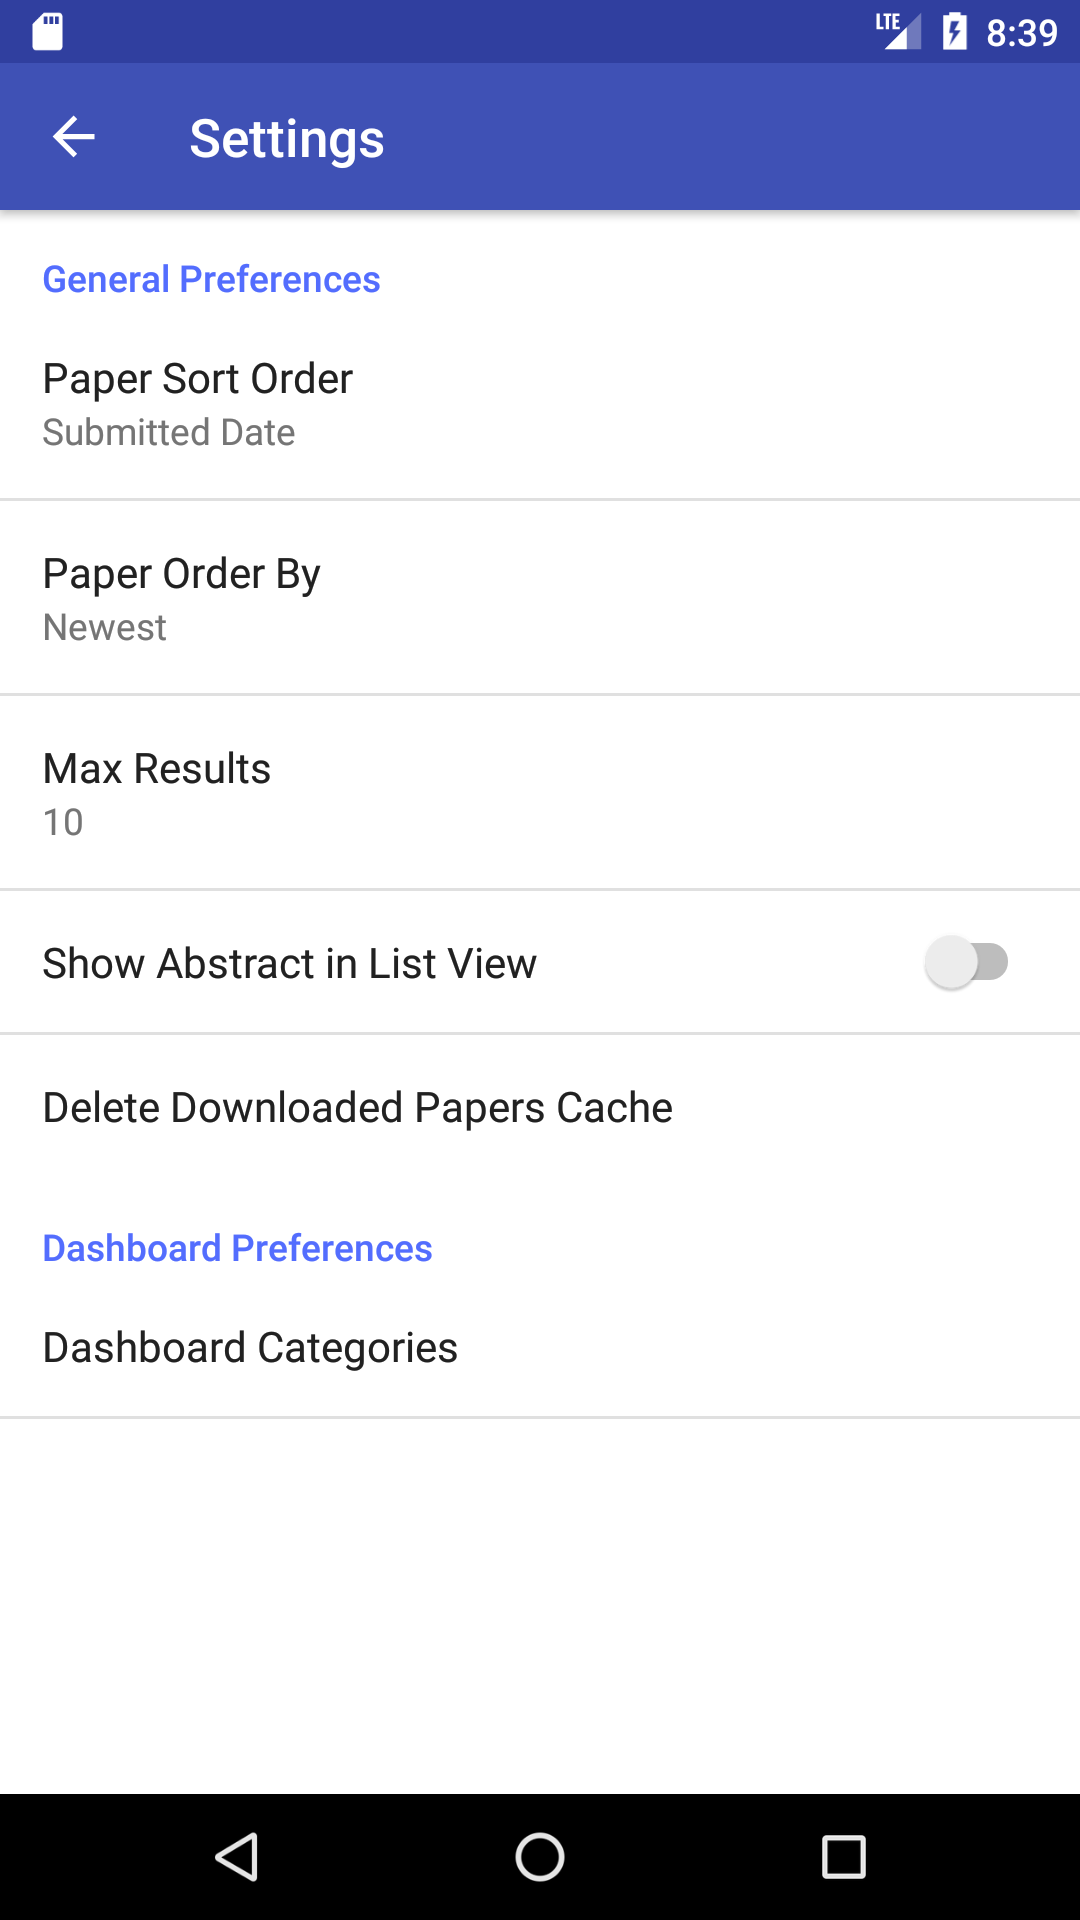 LTE 8:39
Settings
General Preferences
Paper Sort Order
Submitted Date
Paper Order By
Newest
Max Results
10
Show Abstract in List View
Delete Downloaded Papers Cache
Dashboard Preferences
Dashboard Categories